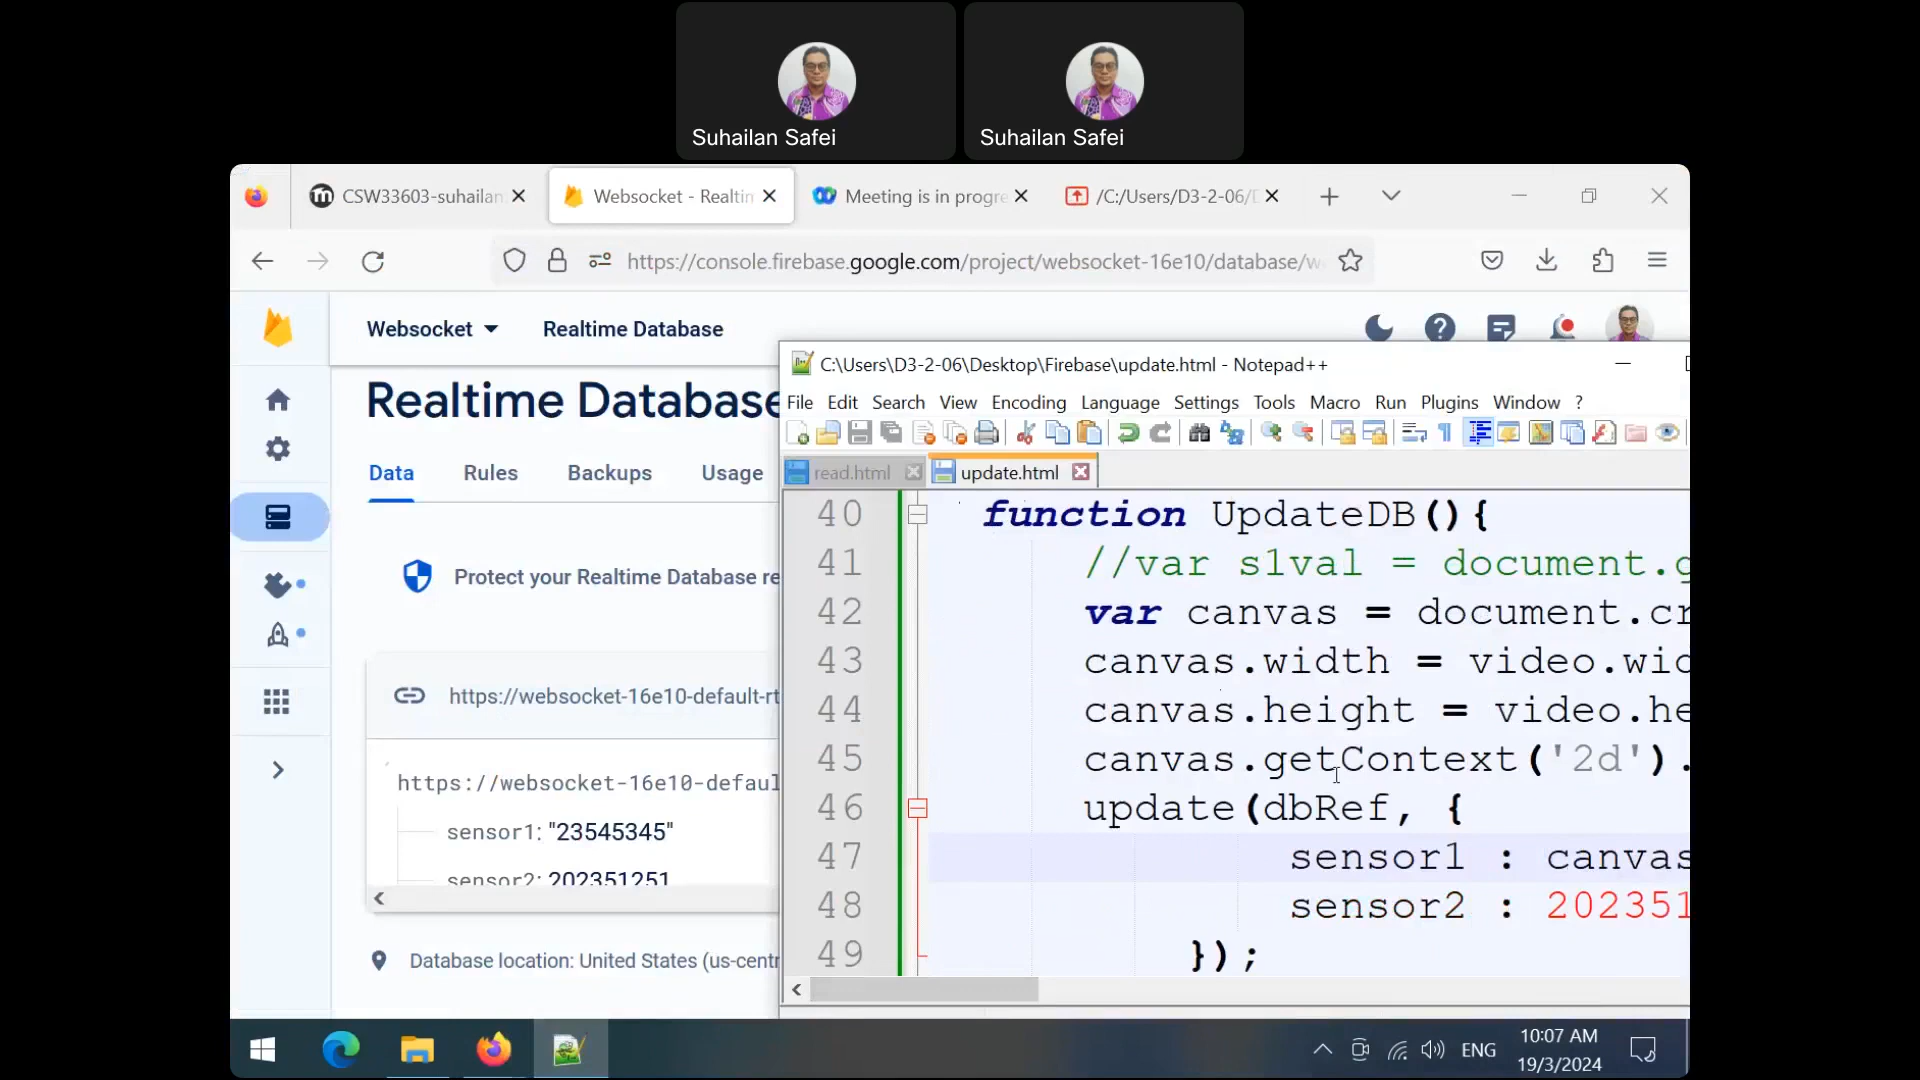 Suhailan Safei
Suhailan Safei
CSW33603-suhailan
Websocket - Realtim
Meeting is in progre
/C:/Users/D3-2-06/D
https://console.firebase.google.com/project/websocket-16e10/database/we
Websocket
Realtime Database
Realtime Database
Data
Rules
Backups
Usage
Protect your Realtime Database re
https://websocket-16e10-default-rt
https://websocket-16e10-defaul
sensor1: "23545345"
sensor2: 202351251
Database location: United States (us-centr
C:\Users\D3-2-06\Desktop\Firebase\update.html - Notepad++
File Edit Search View Encoding Language Settings Tools Macro Run Plugins Window ?
read.html
update.html
40 function UpdateDB(){
41 //var s1val = document.g
42 var canvas = document.cr
43 canvas.width = video.wid
44 canvas.height = video.he
45 canvas.getContext('2d').
46 update(dbRef, {
47 sensor1 : canvas
48 sensor2 : 202351
49 });
ENG
10:07 AM
19/3/2024